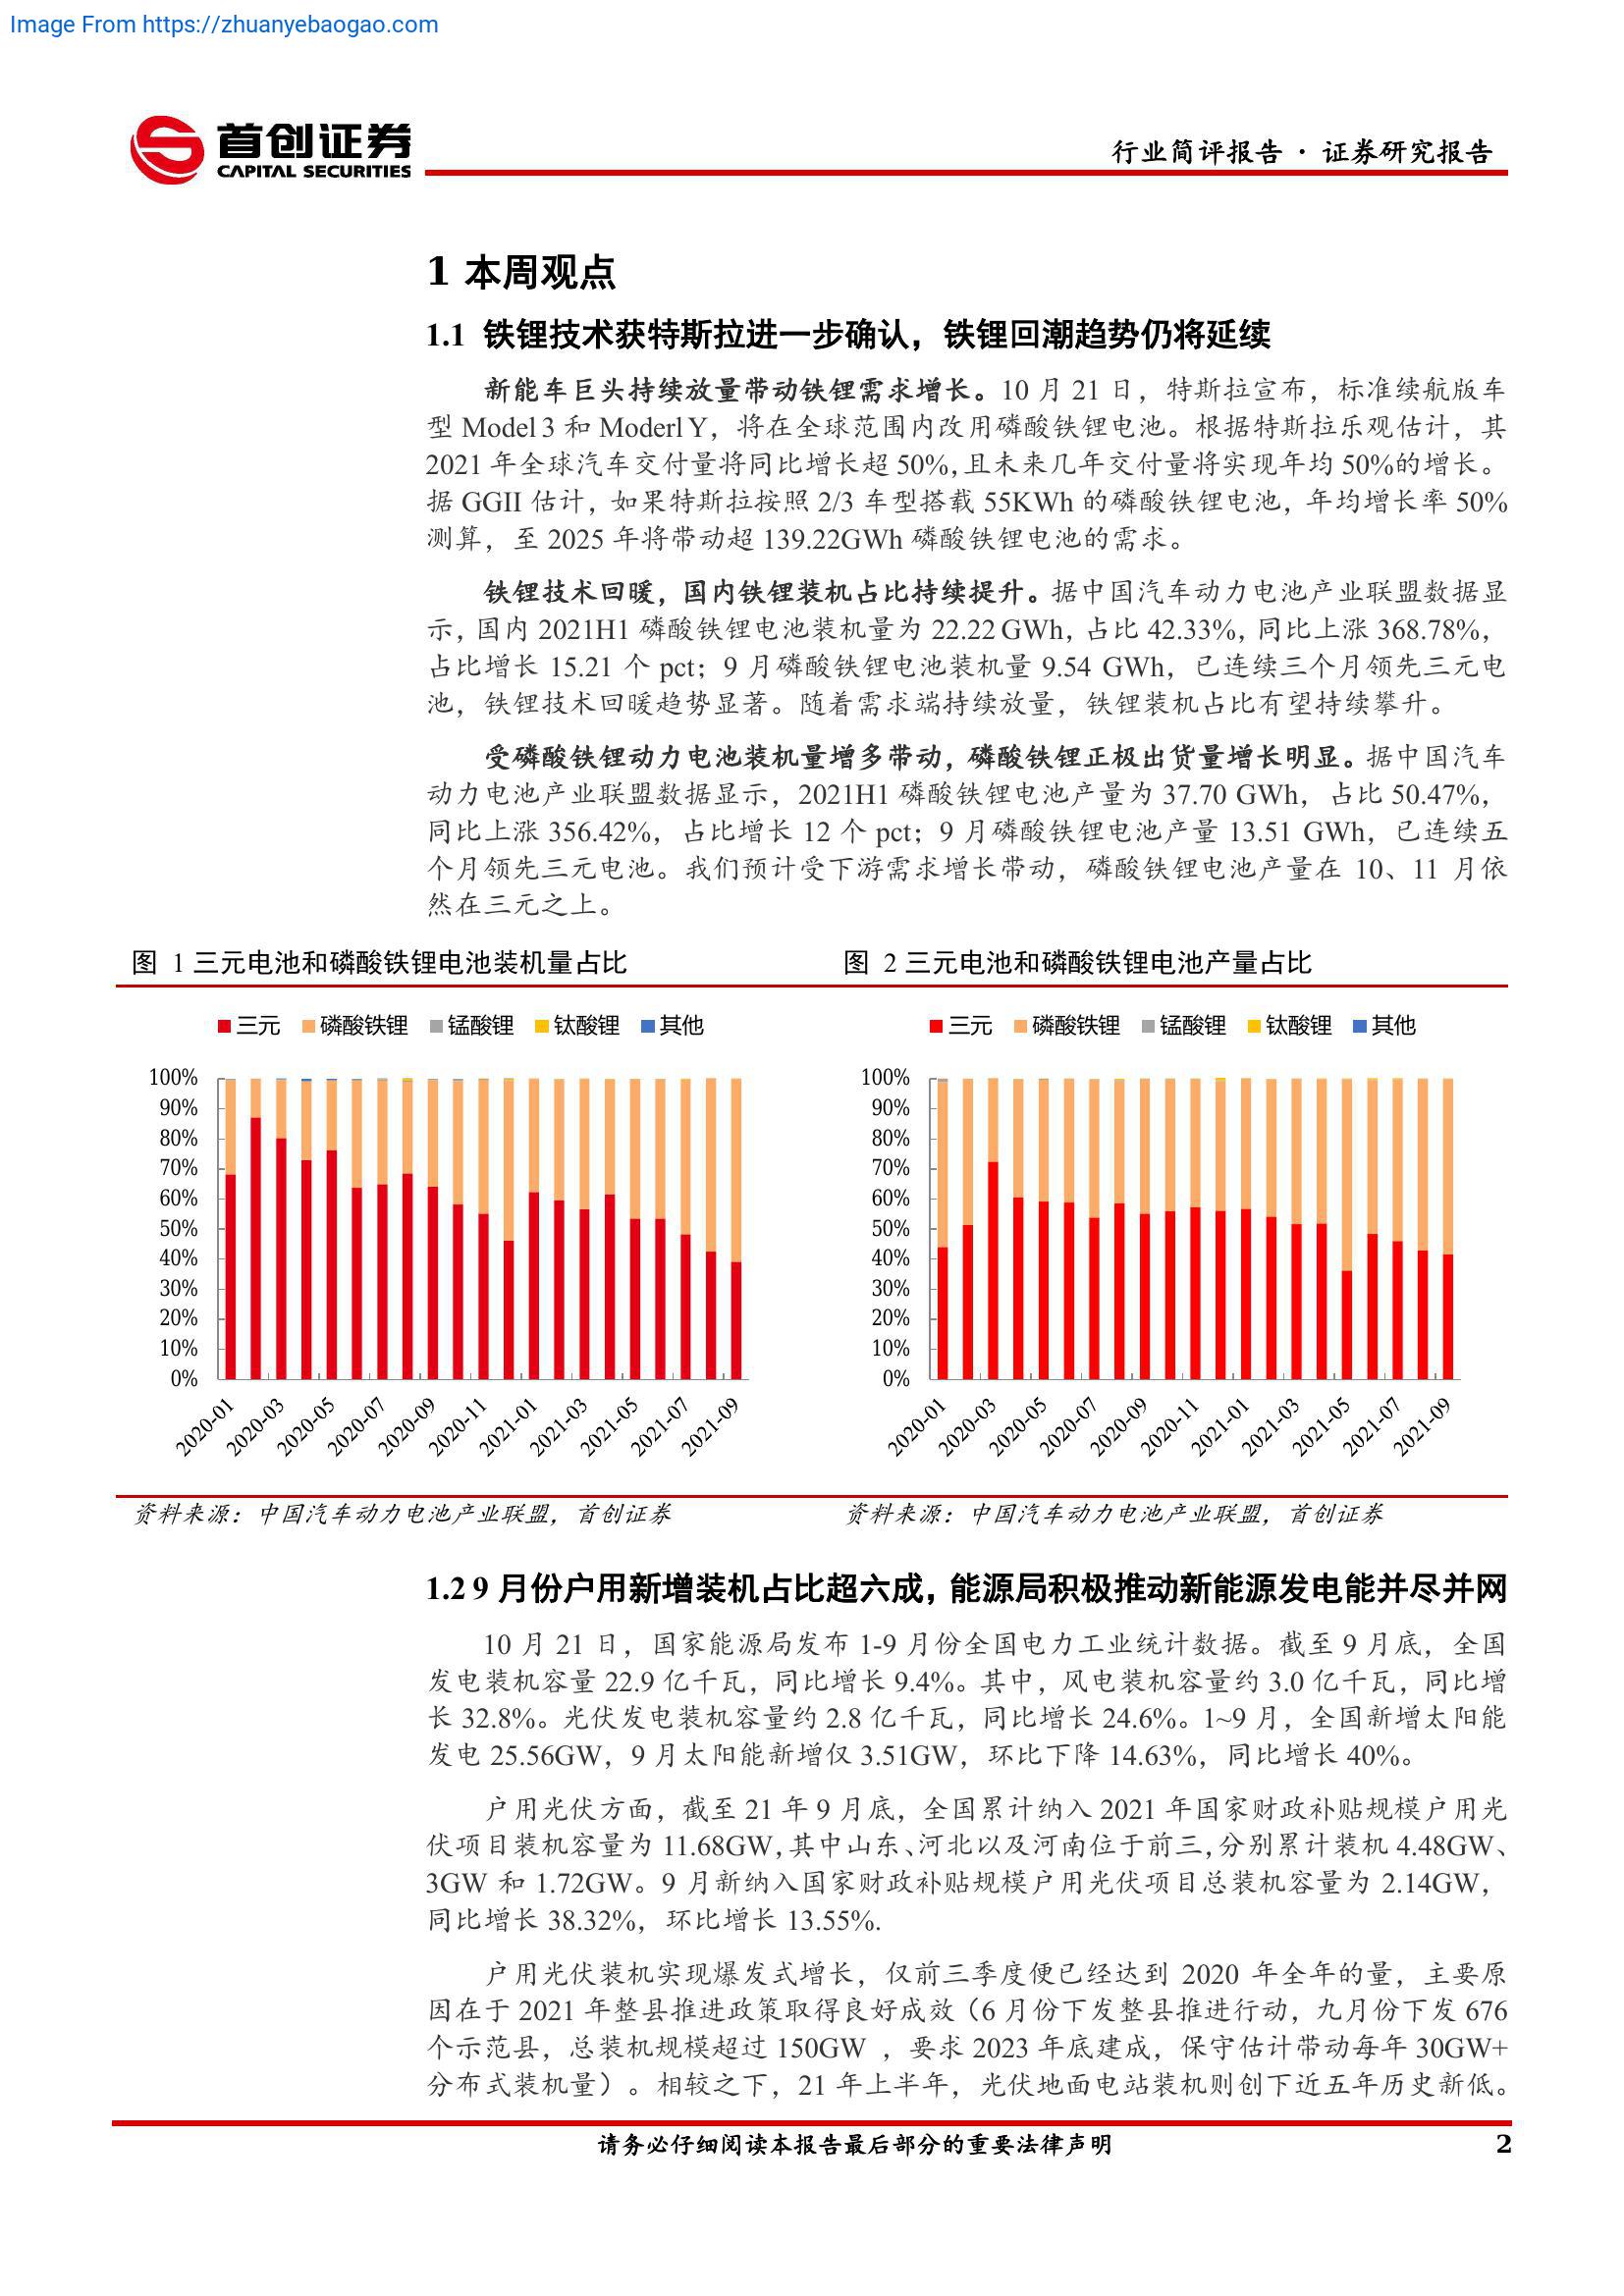 Image From https://zhuanyebaogao.com
首创证券
CAPITAL SECURITIES
行业简评报告 · 证券研究报告
1 本周观点
1.1 铁锂技术获特斯拉进一步确认，铁锂回潮趋势仍将延续
新能车巨头持续放量带动铁锂需求增长。10 月 21 日，特斯拉宣布，标准续航版车
型 Model 3 和 Moderl Y，将在全球范围内改用磷酸铁锂电池。根据特斯拉乐观估计，其
2021 年全球汽车交付量将同比增长超 50%，且未来几年交付量将实现年均 50%的增长。
据 GGII 估计，如果特斯拉按照 2/3 车型搭载 55KWh 的磷酸铁锂电池，年均增长率 50%
测算，至 2025 年将带动超 139.22GWh 磷酸铁锂电池的需求。
铁锂技术回暖，国内铁锂装机占比持续提升。据中国汽车动力电池产业联盟数据显
示，国内 2021H1 磷酸铁锂电池装机量为 22.22 GWh，占比 42.33%，同比上涨 368.78%，
占比增长 15.21 个 pct；9 月磷酸铁锂电池装机量 9.54 GWh，已连续三个月领先三元电
池，铁锂技术回暖趋势显著。随着需求端持续放量，铁锂装机占比有望持续攀升。
受磷酸铁锂动力电池装机量增多带动，磷酸铁锂正极出货量增长明显。据中国汽车
动力电池产业联盟数据显示，2021H1 磷酸铁锂电池产量为 37.70 GWh，占比 50.47%，
同比上涨 356.42%，占比增长 12 个 pct；9 月磷酸铁锂电池产量 13.51 GWh，已连续五
个月领先三元电池。我们预计受下游需求增长带动，磷酸铁锂电池产量在 10、11 月依
然在三元之上。
图 1 三元电池和磷酸铁锂电池装机量占比
三元 磷酸铁锂 锰酸锂 钛酸锂 其他
100%
90%
80%
70%
60%
50%
40%
30%
20%
10%
0%
2020-01 2020-03 2020-05 2020-07 2020-09 2020-11 2021-01 2021-03 2021-05 2021-07 2021-09
资料来源：中国汽车动力电池产业联盟，首创证券
图 2 三元电池和磷酸铁锂电池产量占比
三元 磷酸铁锂 锰酸锂 钛酸锂 其他
100%
90%
80%
70%
60%
50%
40%
30%
20%
10%
0%
2020-01 2020-03 2020-05 2020-07 2020-09 2020-11 2021-01 2021-03 2021-05 2021-07 2021-09
资料来源：中国汽车动力电池产业联盟，首创证券
1.2 9 月份户用新增装机占比超六成，能源局积极推动新能源发电能并尽并网
10 月 21 日，国家能源局发布 1-9 月份全国电力工业统计数据。截至 9 月底，全国
发电装机容量 22.9 亿千瓦，同比增长 9.4%。其中，风电装机容量约 3.0 亿千瓦，同比增
长 32.8%。光伏发电装机容量约 2.8 亿千瓦，同比增长 24.6%。1~9 月，全国新增太阳能
发电 25.56GW，9 月太阳能新增仅 3.51GW，环比下降 14.63%，同比增长 40%。
户用光伏方面，截至 21 年 9 月底，全国累计纳入 2021 年国家财政补贴规模户用光
伏项目装机容量为 11.68GW，其中山东、河北以及河南位于前三，分别累计装机 4.48GW、
3GW 和 1.72GW。9 月新纳入国家财政补贴规模户用光伏项目总装机容量为 2.14GW，
同比增长 38.32%，环比增长 13.55%.
户用光伏装机实现爆发式增长，仅前三季度便已经达到 2020 年全年的量，主要原
因在于 2021 年整县推进政策取得良好成效（6 月份下发整县推进行动，九月份下发 676
个示范县，总装机规模超过 150GW ，要求 2023 年底建成，保守估计带动每年 30GW+
分布式装机量）。相较之下，21 年上半年，光伏地面电站装机则创下近五年历史新低。
请务必仔细阅读本报告最后部分的重要法律声明
2